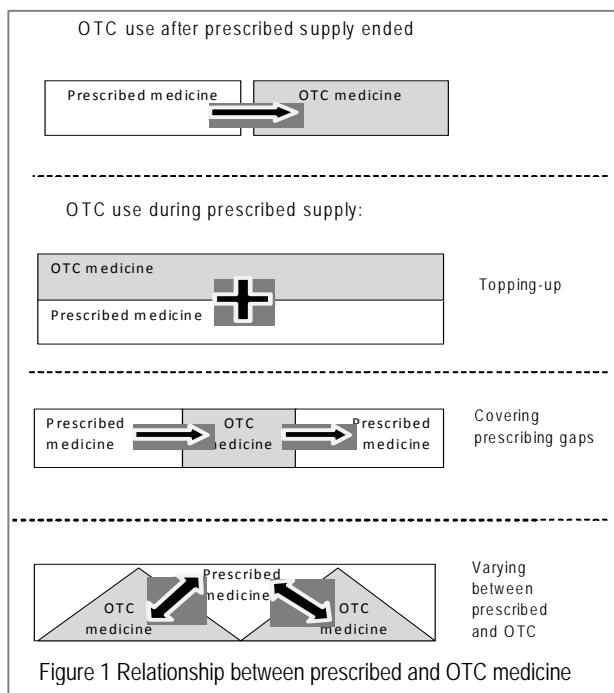 OTC use after prescribed supply ended
Prescribed medicine
OTC medicine
OTC use during prescribed supply:
OTC medicine
Prescribed medicine
Topping-up
Prescribed
medicine
OTC
medicine
Prescribed
medicine
Covering
prescribing gaps
Prescribed
medicine
OTC
medicine
OTC
medicine
Varying
between
prescribed
and OTC
Figure 1 Relationship between prescribed and OTC medicine